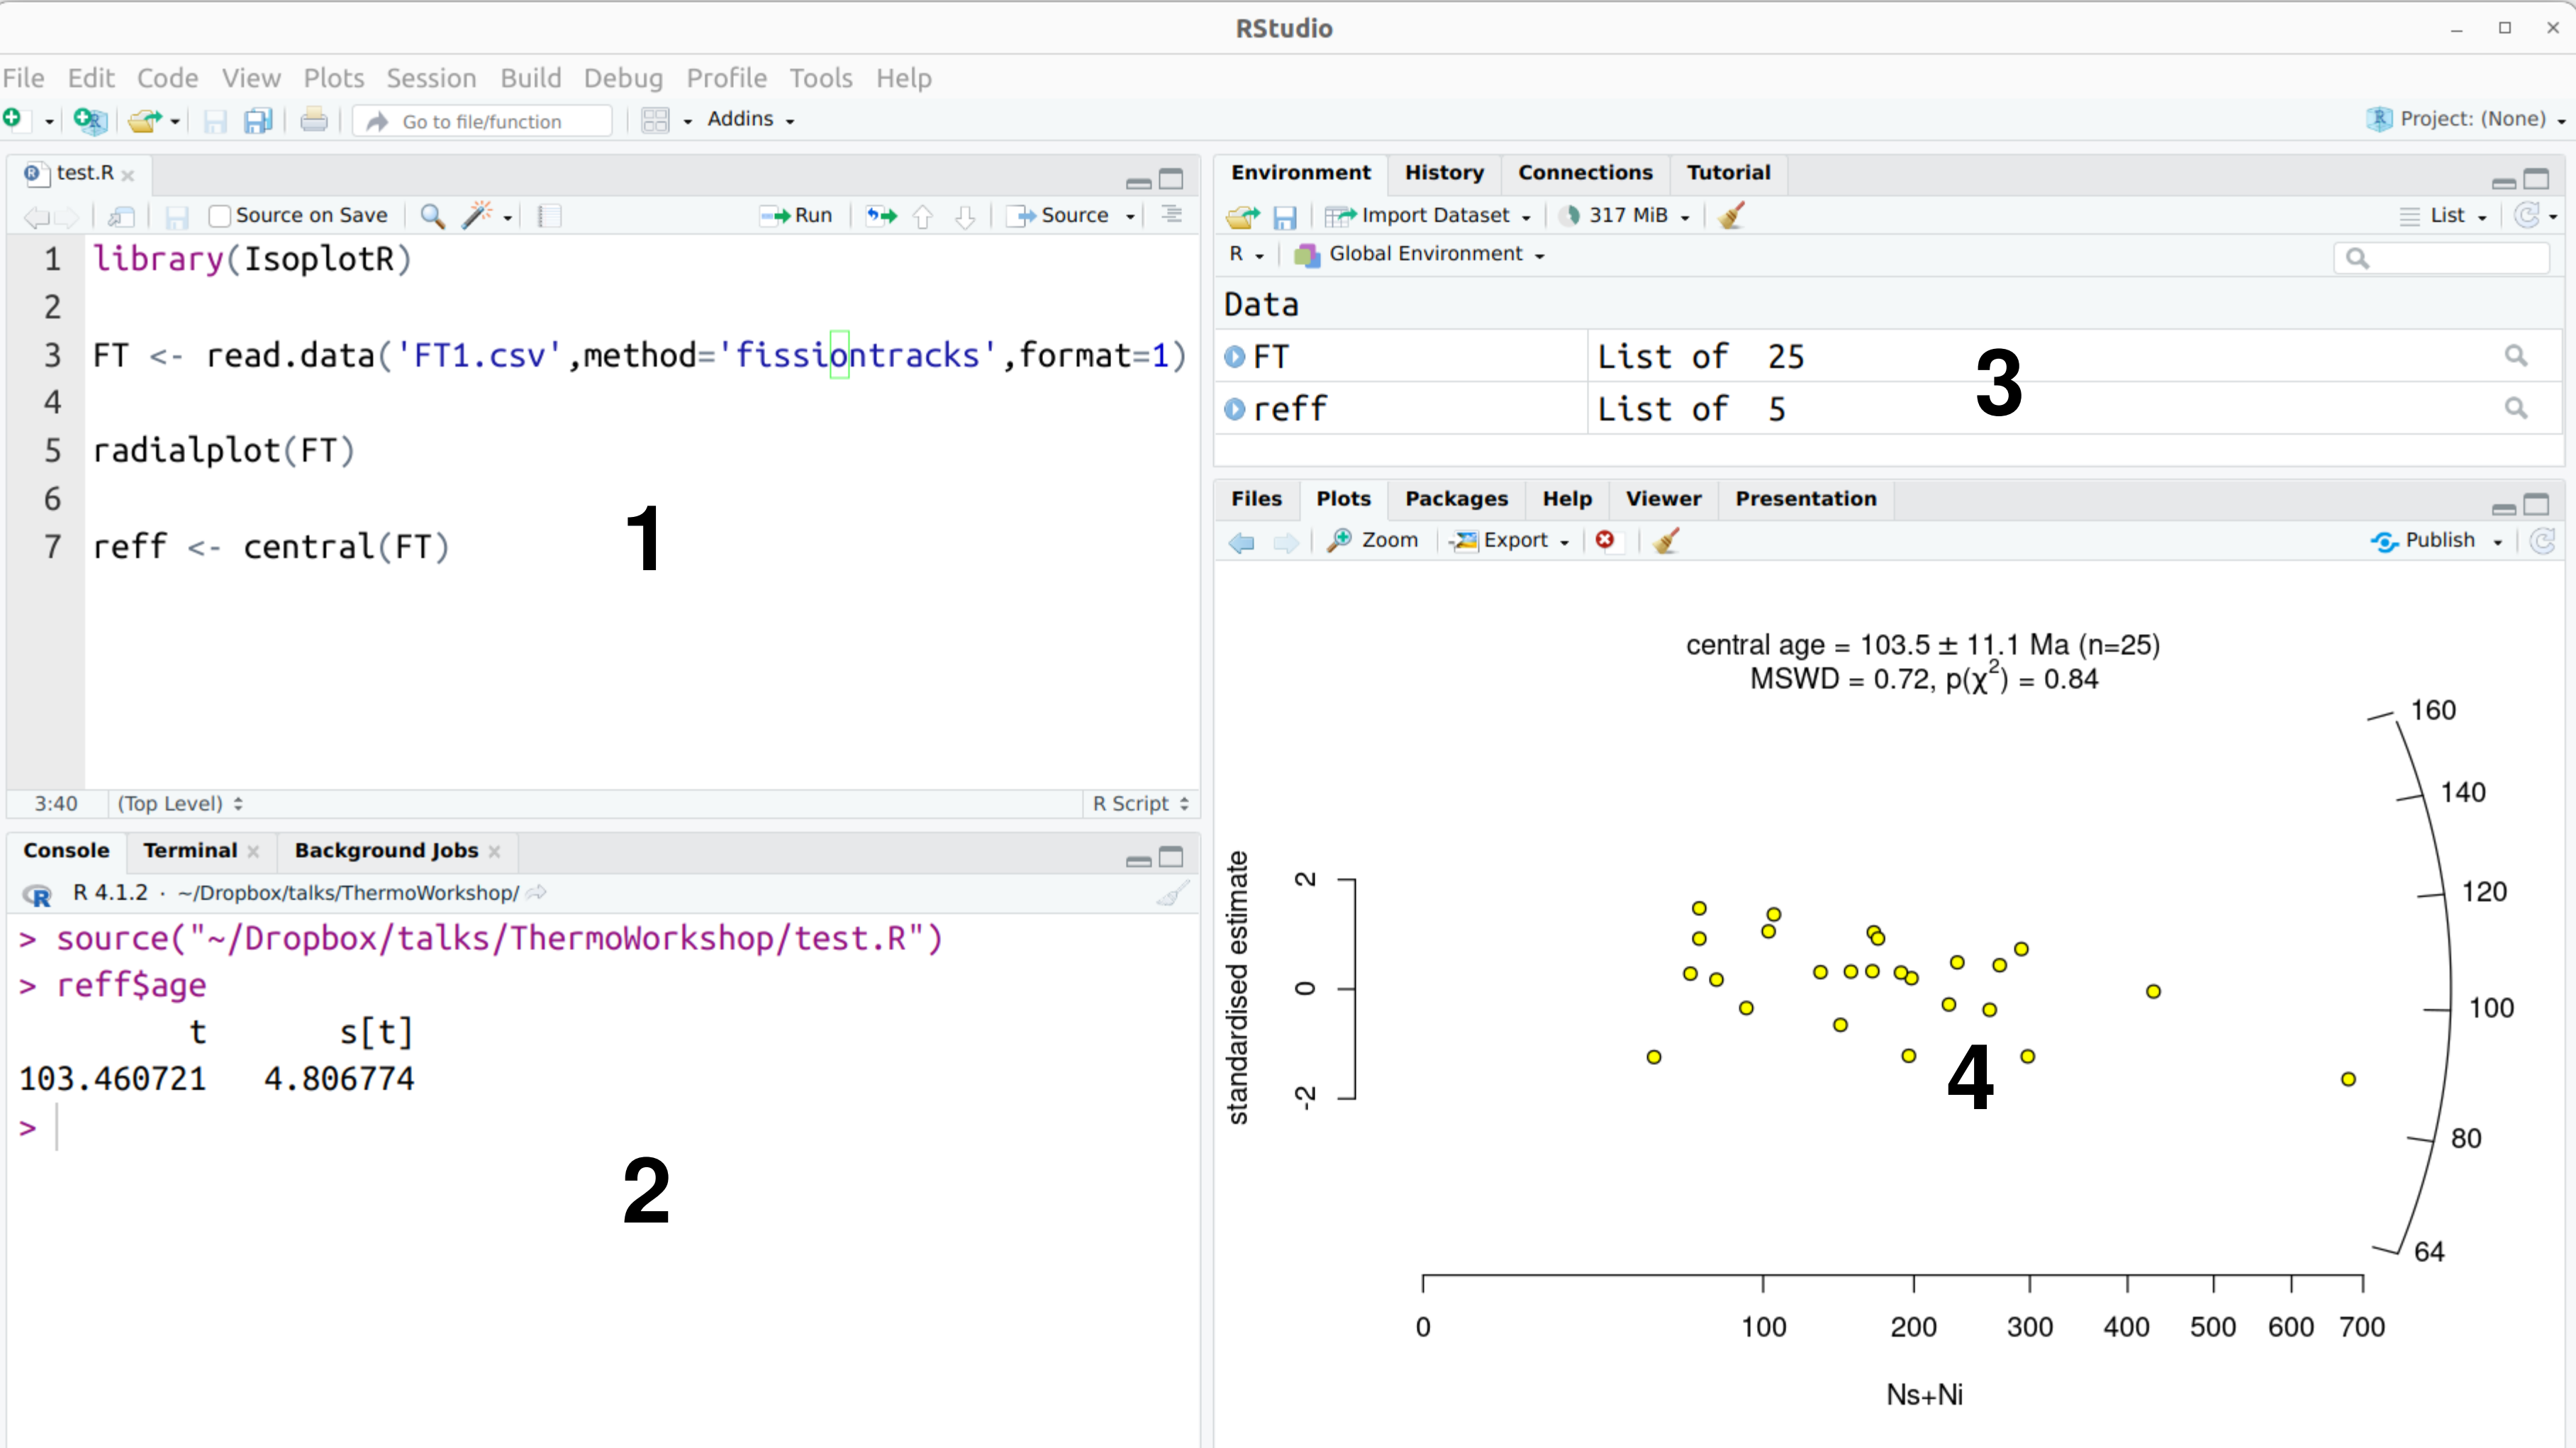 RStudio
File Edit Code View Plots Session Build Debug Profile Tools Help
Go to file/function Addins Project: (None)
test.R
Source on Save Run Source
1 library(IsoplotR)
2
3 FT <- read.data('FT1.csv',method='fissiontracks',format=1)
4
5 radialplot(FT)
6
7 reff <- central(FT)
1
3:40 (Top Level) R Script
Console Terminal Background Jobs
R 4.1.2 · ~/Dropbox/talks/ThermoWorkshop/
> source("~/Dropbox/talks/ThermoWorkshop/test.R")
> reff$age
t s[t]
103.460721 4.806774
>
2
Environment History Connections Tutorial
Import Dataset 317 MiB List
R Global Environment
Data
FT List of 25
reff List of 5
3
Files Plots Packages Help Viewer Presentation
Zoom Export Publish
central age = 103.5 ± 11.1 Ma (n=25)
MSWD = 0.72, p(χ²) = 0.84
160
140
120
100
80
64
standardised estimate
2
0
-2
4
0 100 200 300 400 500 600 700
Ns+Ni